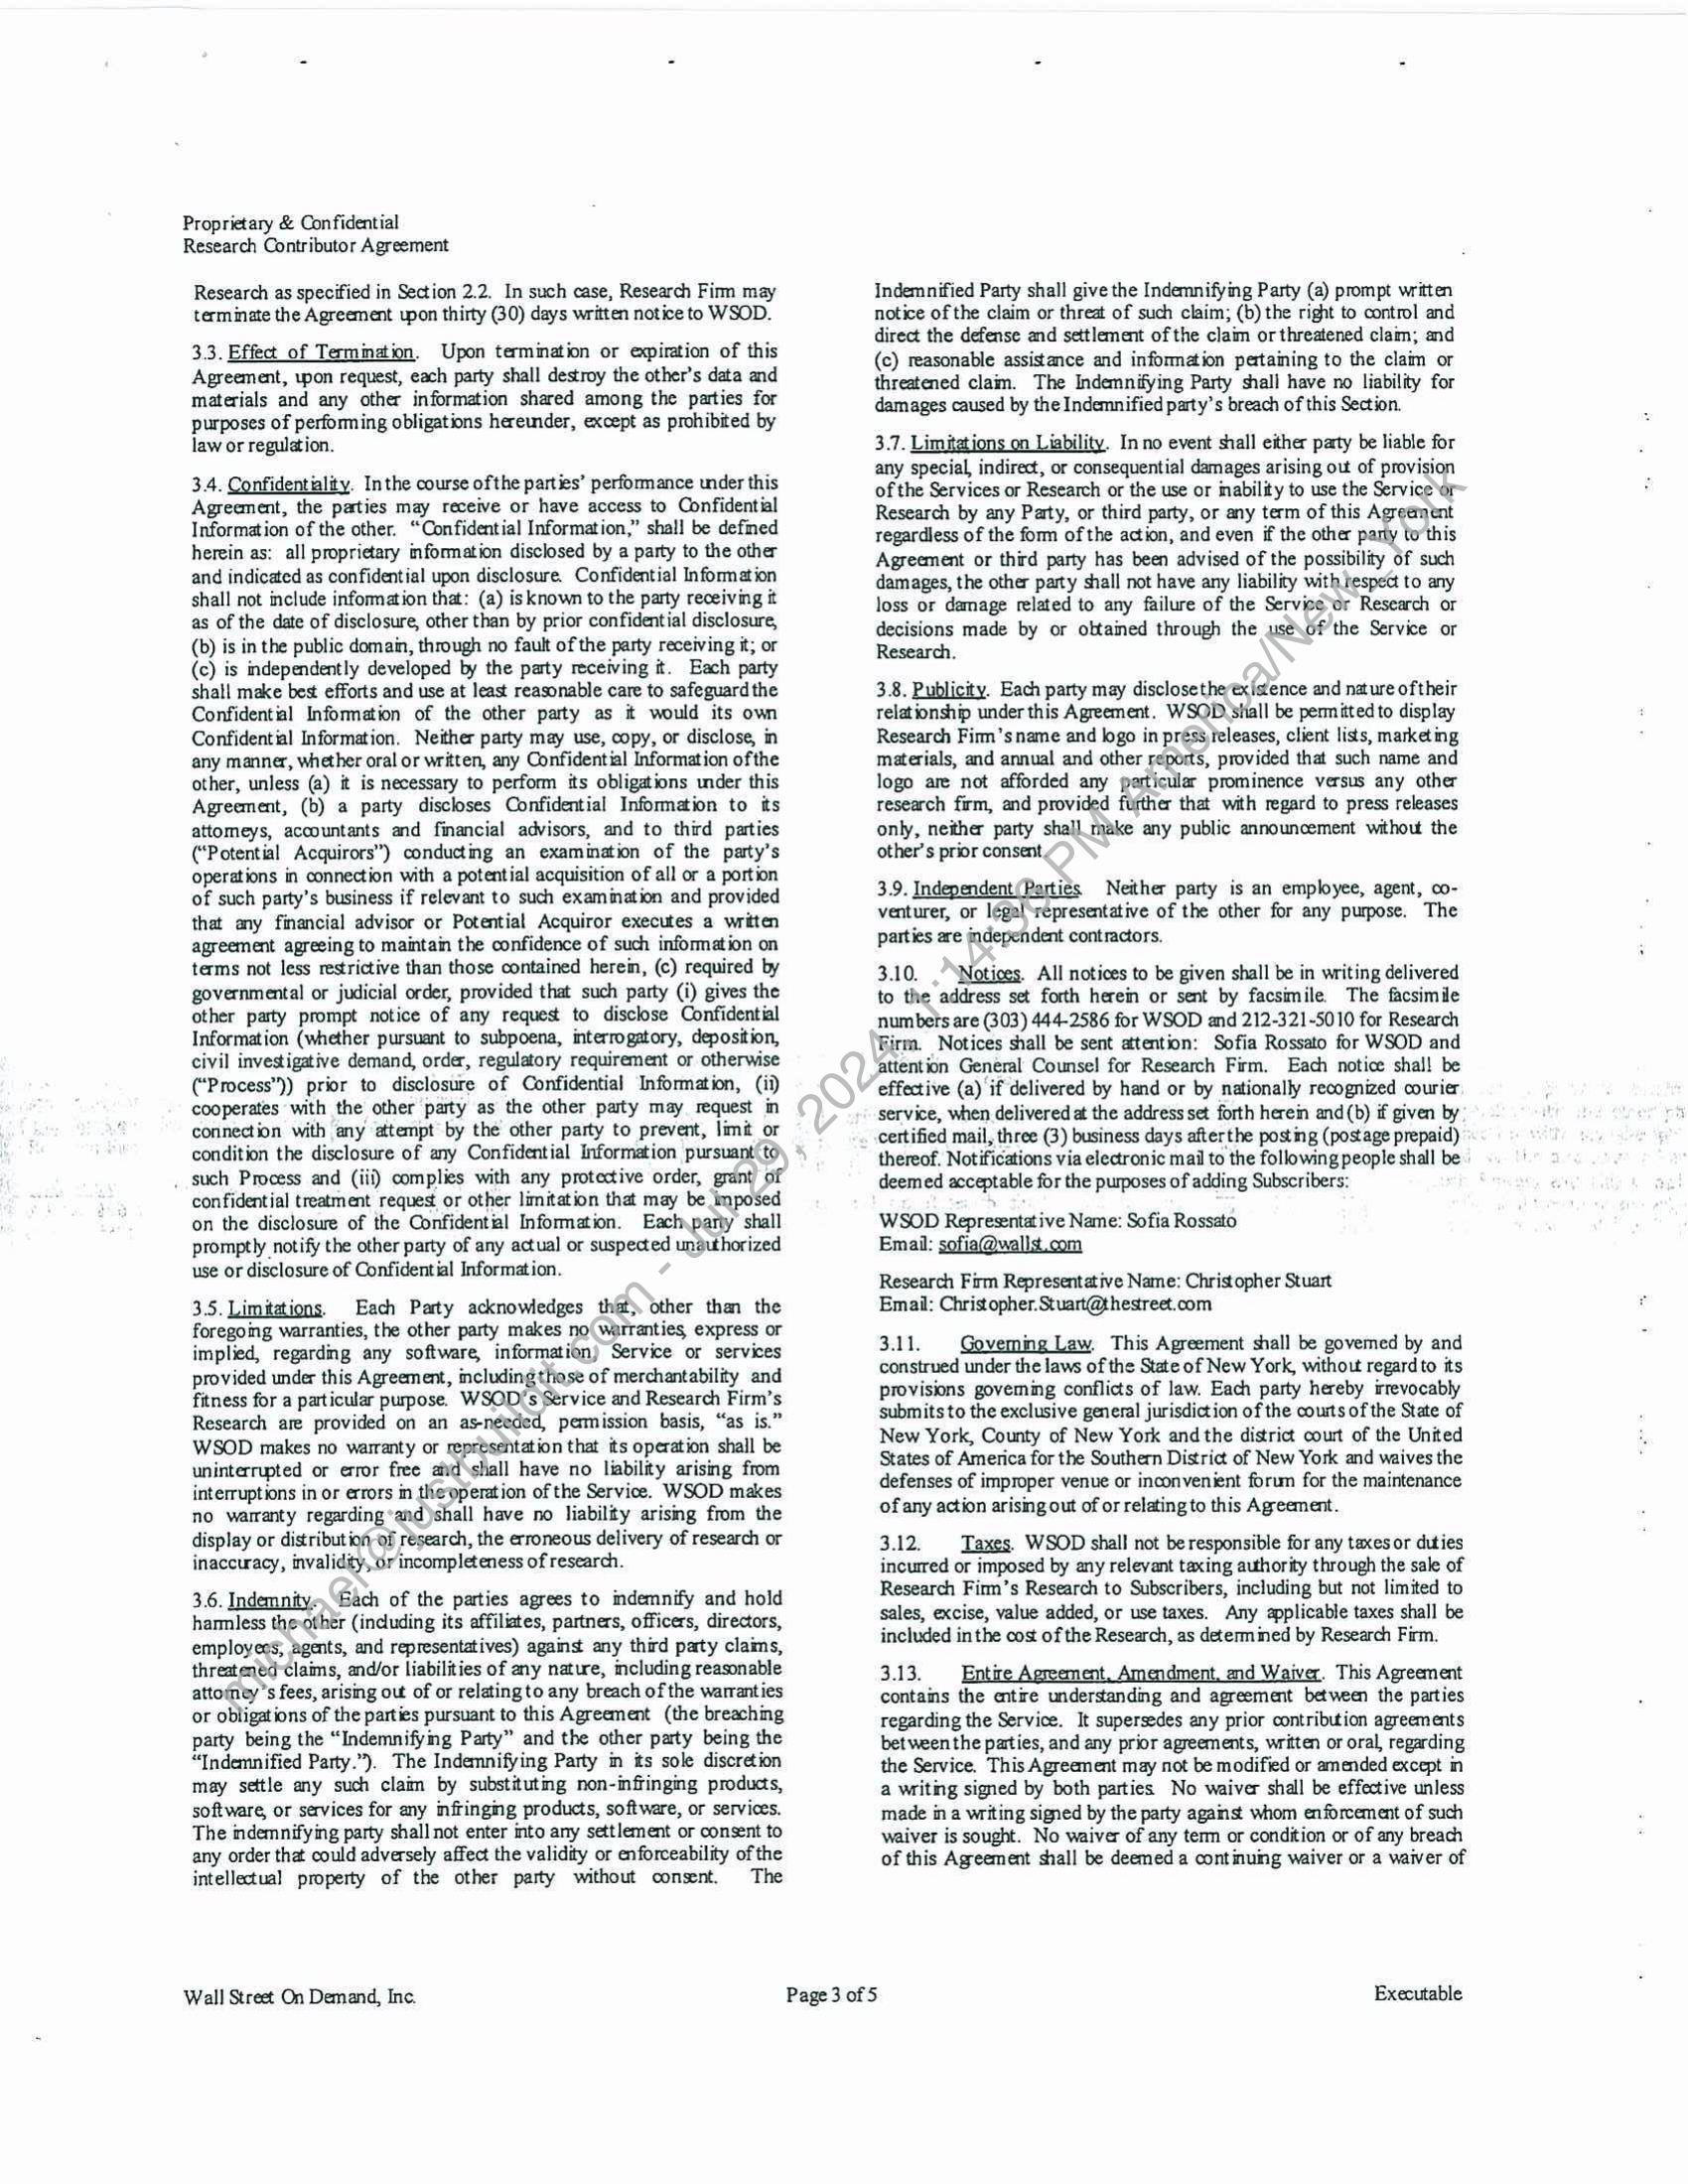 Proprietary & Confidential
Research Contributor Agreement
Research as specified in Section 2.2. In such case, Research Firm may
terminate the Agreement upon thirty (30) days written notice to WSOD.
3.3. Effect of Termination. Upon termination or expiration of this
Agreement, upon request, each party shall destroy the other's data and
materials and any other information shared among the parties for
purposes of performing obligations hereunder, except as prohibited by
law or regulation.
3.4. Confidentiality. In the course of the parties' performance under this
Agreement, the parties may receive or have access to Confidential
Information of the other. "Confidential Information," shall be defined
herein as: all proprietary information disclosed by a party to the other
and indicated as confidential upon disclosure. Confidential Information
shall not include information that: (a) is known to the party receiving it
as of the date of disclosure, other than by prior confidential disclosure,
(b) is in the public domain, through no fault of the party receiving it; or
(c) is independently developed by the party receiving it. Each party
shall make best efforts and use at least reasonable care to safeguard the
Confidential Information of the other party as it would its own
Confidential Information. Neither party may use, copy, or disclose, in
any manner, whether oral or written, any Confidential Information of the
other, unless (a) it is necessary to perform its obligations under this
Agreement, (b) a party discloses Confidential Information to its
attorneys, accountants and financial advisors, and to third parties
("Potential Acquirors") conducting an examination of the party's
operations in connection with a potential acquisition of all or a portion
of such party's business if relevant to such examination and provided
that any financial advisor or Potential Acquiror executes a written
agreement agreeing to maintain the confidence of such information on
terms not less restrictive than those contained herein, (c) required by
governmental or judicial order, provided that such party (i) gives the
other party prompt notice of any request to disclose Confidential
Information (whether pursuant to subpoena, interrogatory, deposition,
civil investigative demand, order, regulatory requirement or otherwise
("Process")) prior to disclosure of Confidential Information, (ii)
cooperates with the other party as the other party may request in
connection with any attempt by the other party to prevent, limit or
condition the disclosure of any Confidential Information pursuant to
such Process and (iii) complies with any protective order, grant of
confidential treatment request or other limitation that may be imposed
on the disclosure of the Confidential Information. Each party shall
promptly notify the other party of any actual or suspected unauthorized
use or disclosure of Confidential Information.
3.5. Limitations. Each Party acknowledges that, other than the
foregoing warranties, the other party makes no warranties, express or
implied, regarding any software, information, Service or services
provided under this Agreement, including those of merchantability and
fitness for a particular purpose. WSOD's Service and Research Firm's
Research are provided on an as-needed, permission basis, "as is."
WSOD makes no warranty or representation that its operation shall be
uninterrupted or error free and shall have no liability arising from
interruptions in or errors in the operation of the Service. WSOD makes
no warranty regarding and shall have no liability arising from the
display or distribution of research, the erroneous delivery of research or
inaccuracy, invalidity, or incompleteness of research.
3.6. Indemnity. Each of the parties agrees to indemnify and hold
harmless the other (including its affiliates, partners, officers, directors,
employees, agents, and representatives) against any third party claims,
threatened claims, and/or liabilities of any nature, including reasonable
attorney's fees, arising out of or relating to any breach of the warranties
or obligations of the parties pursuant to this Agreement (the breaching
party being the "Indemnifying Party" and the other party being the
"Indemnified Party."). The Indemnifying Party in its sole discretion
may settle any such claim by substituting non-infringing products,
software, or services for any infringing products, software, or services.
The indemnifying party shall not enter into any settlement or consent to
any order that could adversely affect the validity or enforceability of the
intellectual property of the other party without consent. The
Indemnified Party shall give the Indemnifying Party (a) prompt written
notice of the claim or threat of such claim; (b) the right to control and
direct the defense and settlement of the claim or threatened claim; and
(c) reasonable assistance and information pertaining to the claim or
threatened claim. The Indemnifying Party shall have no liability for
damages caused by the Indemnified party's breach of this Section.
3.7. Limitations on Liability. In no event shall either party be liable for
any special, indirect, or consequential damages arising out of provision
of the Services or Research or the use or inability to use the Service or
Research by any Party, or third party, or any term of this Agreement
regardless of the form of the action, and even if the other party to this
Agreement or third party has been advised of the possibility of such
damages, the other party shall not have any liability with respect to any
loss or damage related to any failure of the Service or Research or
decisions made by or obtained through the use of the Service or
Research.
3.8. Publicity. Each party may disclose the existence and nature of their
relationship under this Agreement. WSOD shall be permitted to display
Research Firm's name and logo in press releases, client lists, marketing
materials, and annual and other reports, provided that such name and
logo are not afforded any particular prominence versus any other
research firm, and provided further that with regard to press releases
only, neither party shall make any public announcement without the
other's prior consent
3.9. Independent Parties. Neither party is an employee, agent, co-
venturer, or legal representative of the other for any purpose. The
parties are independent contractors.
3.10. Notices. All notices to be given shall be in writing delivered
to the address set forth herein or sent by facsimile. The facsimile
numbers are (303) 444-2586 for WSOD and 212-321-5010 for Research
Firm. Notices shall be sent attention: Sofia Rossato for WSOD and
attention General Counsel for Research Firm. Each notice shall be
effective (a) if delivered by hand or by nationally recognized courier
service, when delivered at the address set forth herein and (b) if given by
certified mail, three (3) business days after the posting (postage prepaid)
thereof. Notifications via electronic mail to the following people shall be
deemed acceptable for the purposes of adding Subscribers:
WSOD Representative Name: Sofia Rossato
Email: sofia@wallst.com
Research Firm Representative Name: Christopher Stuart
Email: Christopher.Stuart@thestreet.com
3.11. Governing Law. This Agreement shall be governed by and
construed under the laws of the State of New York, without regard to its
provisions governing conflicts of law. Each party hereby irrevocably
submits to the exclusive general jurisdiction of the courts of the State of
New York, County of New York and the district court of the United
States of America for the Southern District of New York and waives the
defenses of improper venue or inconvenient forum for the maintenance
of any action arising out of or relating to this Agreement.
3.12. Taxes. WSOD shall not be responsible for any taxes or duties
incurred or imposed by any relevant taxing authority through the sale of
Research Firm's Research to Subscribers, including but not limited to
sales, excise, value added, or use taxes. Any applicable taxes shall be
included in the cost of the Research, as determined by Research Firm.
3.13. Entire Agreement, Amendment, and Waiver. This Agreement
contains the entire understanding and agreement between the parties
regarding the Service. It supersedes any prior contribution agreements
between the parties, and any prior agreements, written or oral, regarding
the Service. This Agreement may not be modified or amended except in
a writing signed by both parties. No waiver shall be effective unless
made in a writing signed by the party against whom enforcement of such
waiver is sought. No waiver of any term or condition or of any breach
of this Agreement shall be deemed a continuing waiver or a waiver of
Wall Street On Demand, Inc.
Page 3 of 5
Executable
michael@justbuildit.com - Jul 29, 2024, 1:14:36 PM America/New_York